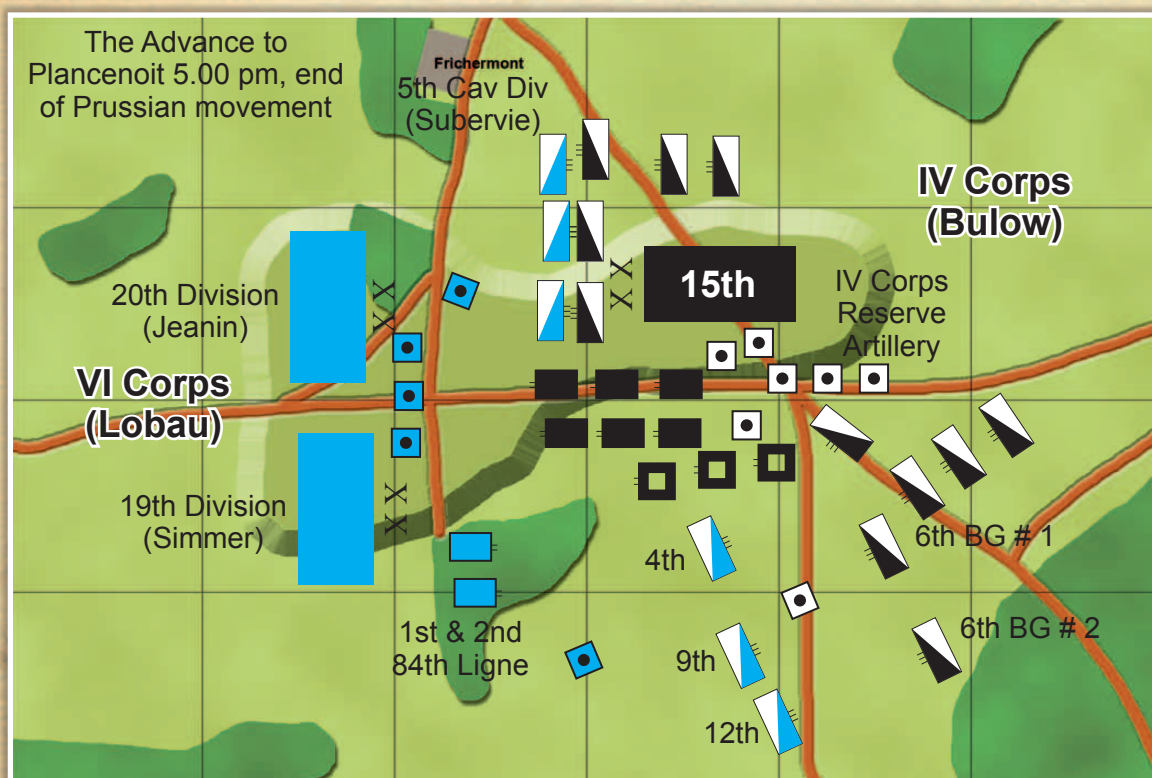 The Advance to
Plancenoit 5.00 pm, end
of Prussian movement
Frichermont
5th Cav Div
(Subervie)
IV Corps
(Bulow)
15th
IV Corps
Reserve
Artillery
20th Division
(Jeanin)
X
X
X
X
VI Corps
(Lobau)
19th Division
(Simmer)
X
X
4th
6th BG # 1
1st & 2nd
84th Ligne
9th
6th BG # 2
12th